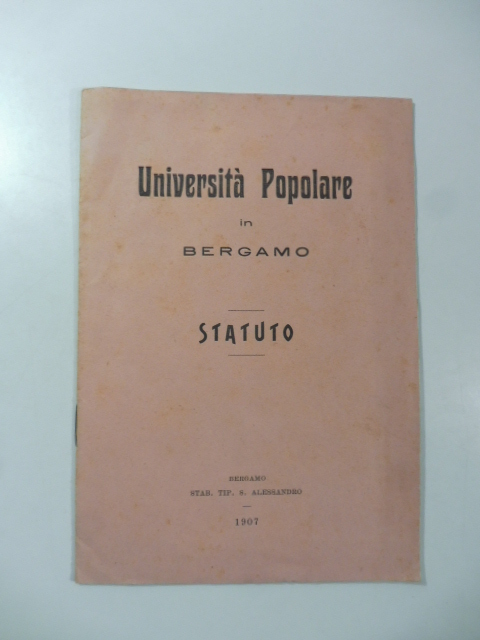 Università Popolare
in
BERGAMO
STATUTO
BERGAMO
STAB. TIP. S. ALESSANDRO
1907